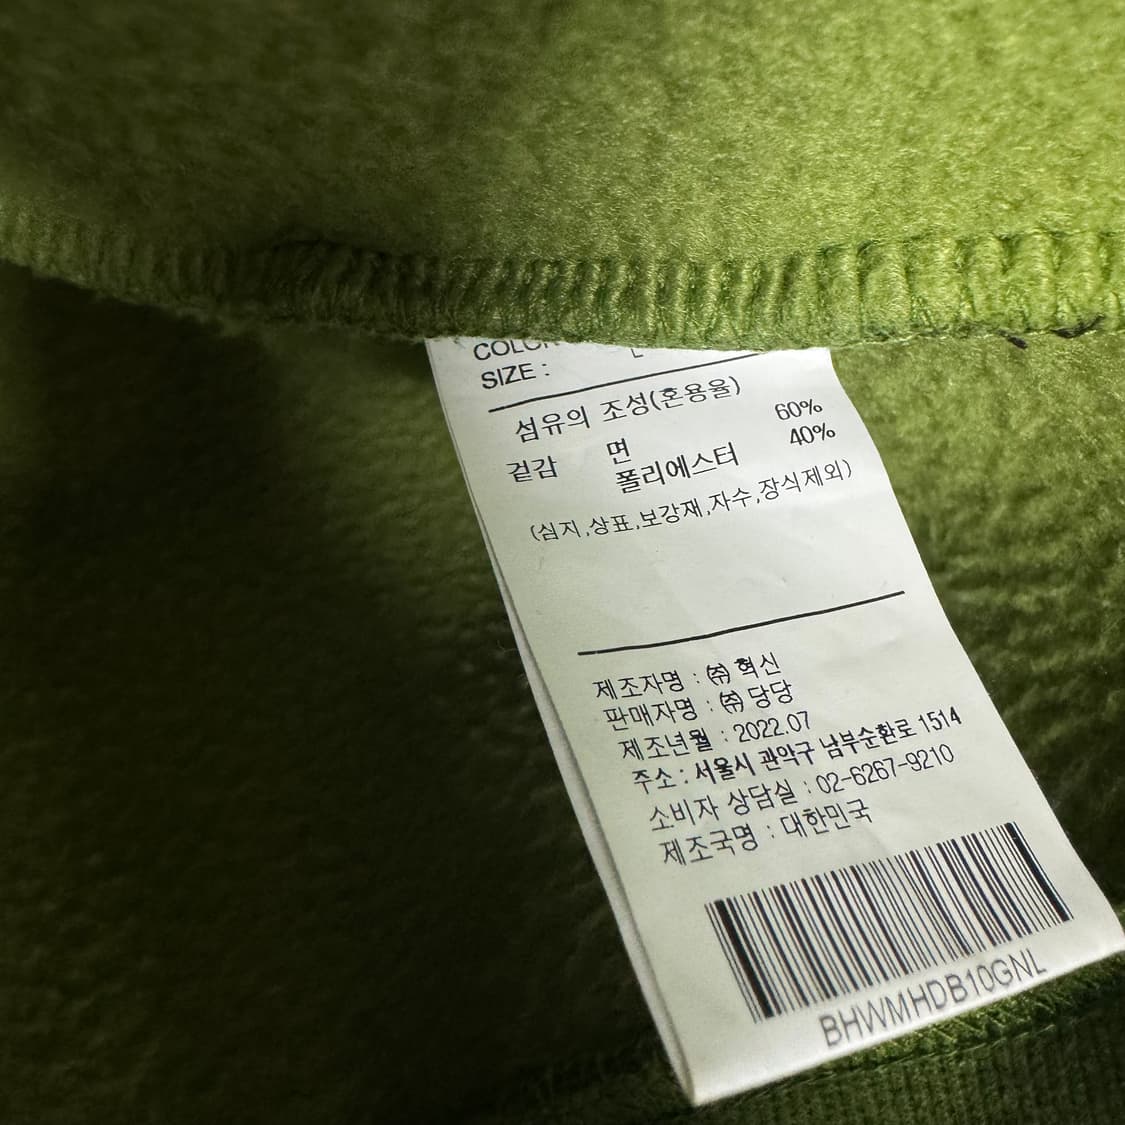 COLOR
SIZE : L
섬유의 조성(혼용율)
겉감 면 60%
폴리에스터 40%
(심지,상표,보강재,자수,장식제외)
제조자명 : ㈜ 혁신
판매자명 : ㈜ 당당
제조년월 : 2022.07
주소 : 서울시 관악구 남부순환로 1514
소비자 상담실 : 02-6267-9210
제조국명 : 대한민국
BHWMHDB10GNL